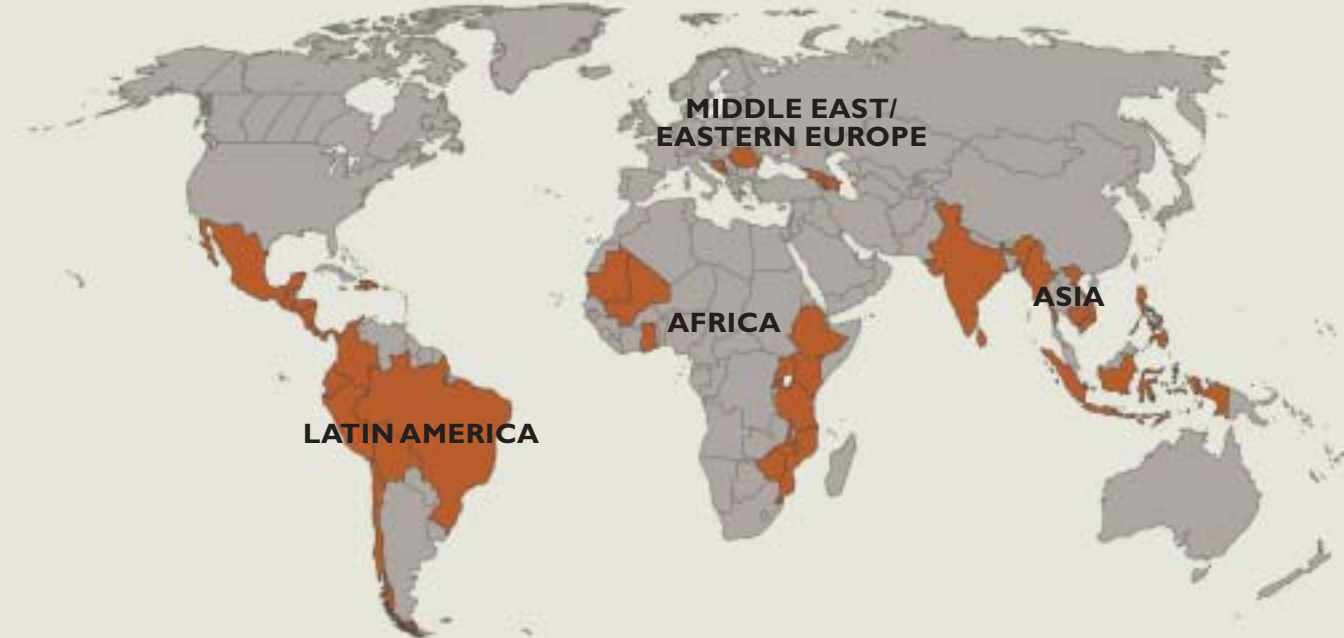 MIDDLE EAST/
EASTERN EUROPE
ASIA
AFRICA
LATIN AMERICA